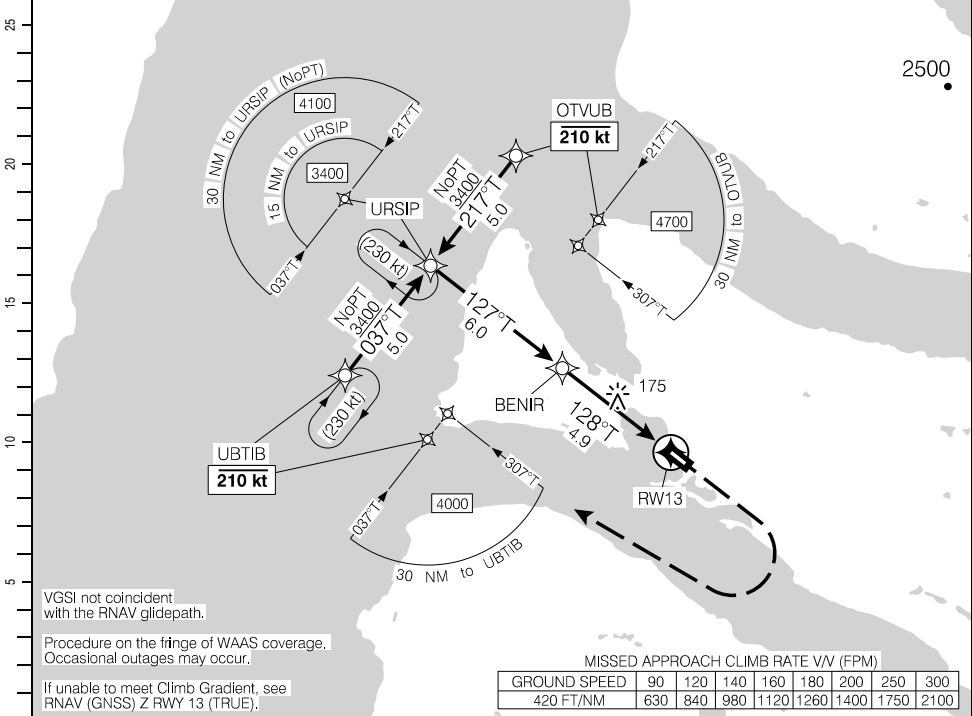 25
20
15
10
5
2500
30 NM to URSIP (NoPT)
4100
15 NM to URSIP
3400
217°T
037°T
URSIP
(230 kt)
OTVUB
210 kt
NoPT
3400
217°T
5.0
217°T
4700
30 NM to OTVUB
307°T
NoPT
3400
037°T
5.0
127°T
6.0
BENIR
175
128°T
4.9
RW13
(230 kt)
UBTIB
210 kt
037°T
307°T
4000
30 NM to UBTIB
VGSI not coincident
with the RNAV glidepath.
Procedure on the fringe of WAAS coverage.
Occasional outages may occur.
If unable to meet Climb Gradient, see
RNAV (GNSS) Z RWY 13 (TRUE).
MISSED APPROACH CLIMB RATE V/V (FPM)
GROUND SPEED 90 120 140 160 180 200 250 300
420 FT/NM 630 840 980 1120 1260 1400 1750 2100